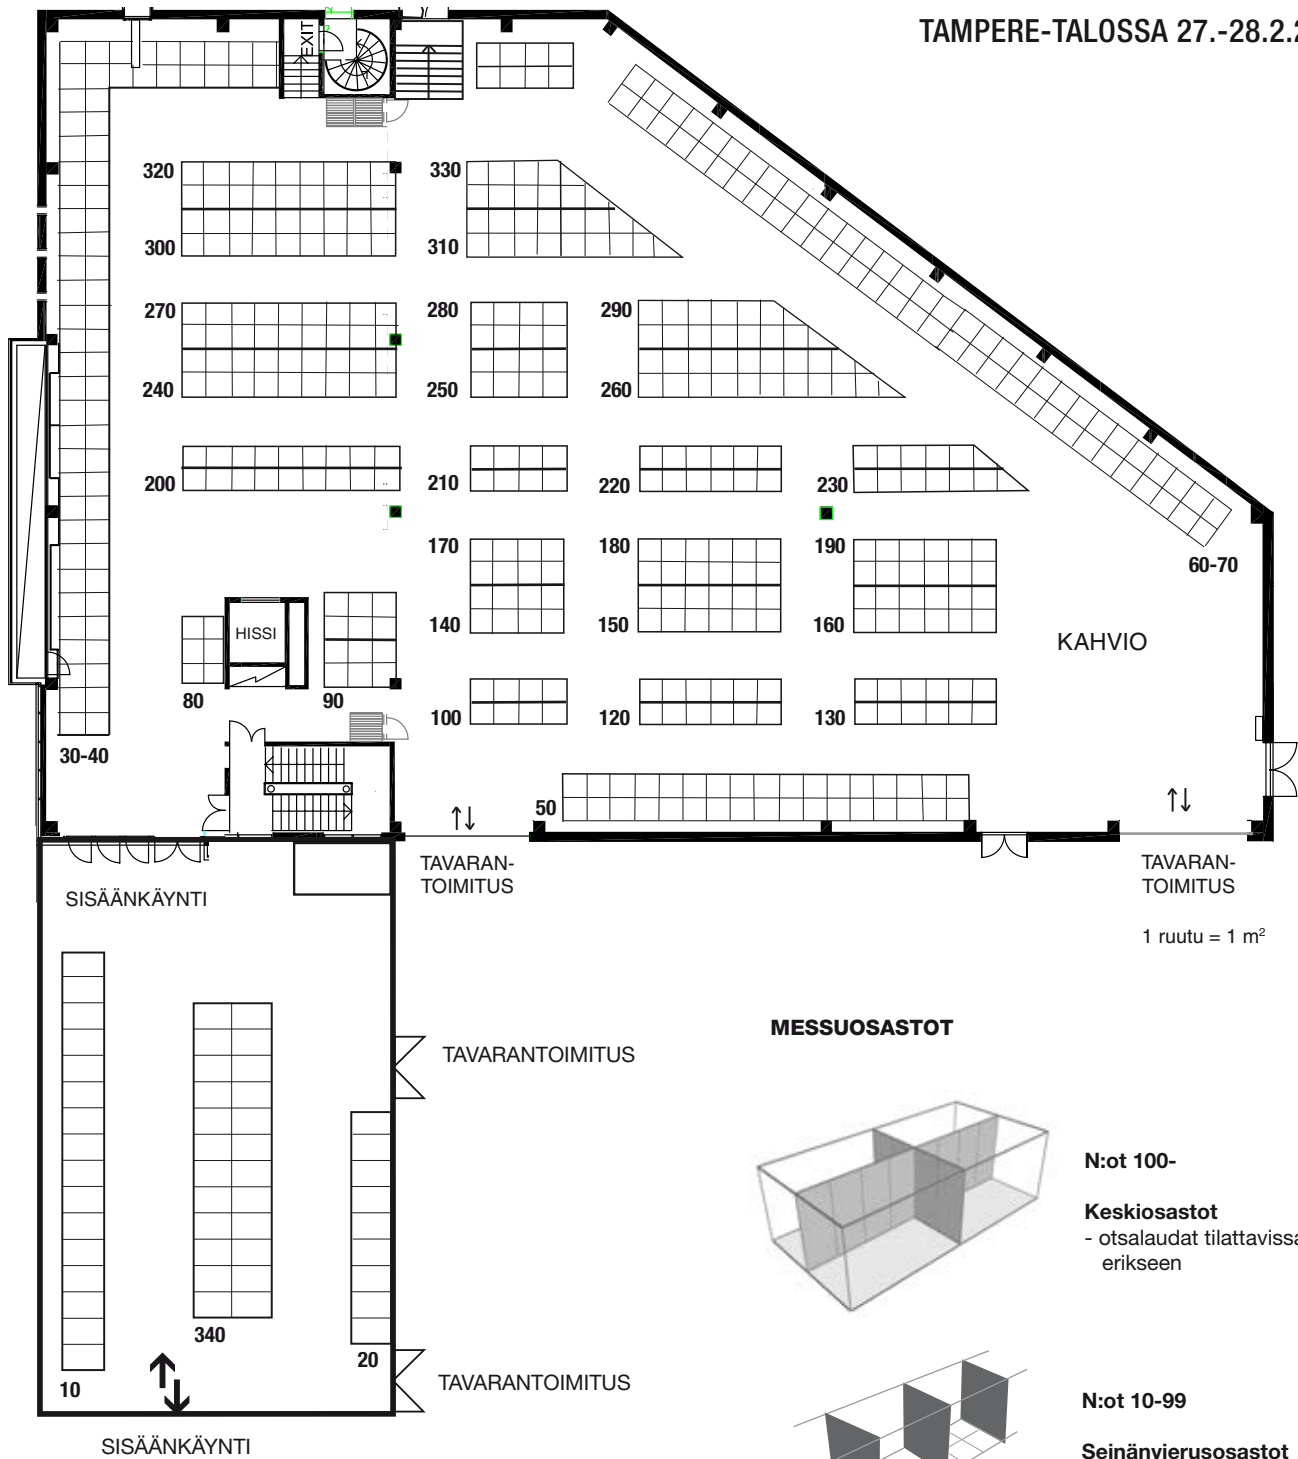 TAMPERE-TALOSSA 27.-28.2.
EXIT
320
330
300
310
270
280
290
240
250
260
200
210
220
230
170
180
190
60-70
HISSI
140
150
160
KAHVIO
80
90
100
120
130
30-40
50
TAVARAN-
TOIMITUS
TAVARAN-
TOIMITUS
SISÄÄNKÄYNTI
1 ruutu = 1 m²
MESSUOSASTOT
TAVARANTOIMITUS
N:ot 100-
Keskiosastot
- otsalaudat tilattavissa
erikseen
340
20
10
TAVARANTOIMITUS
N:ot 10-99
SISÄÄNKÄYNTI
Seinänvierusosastot